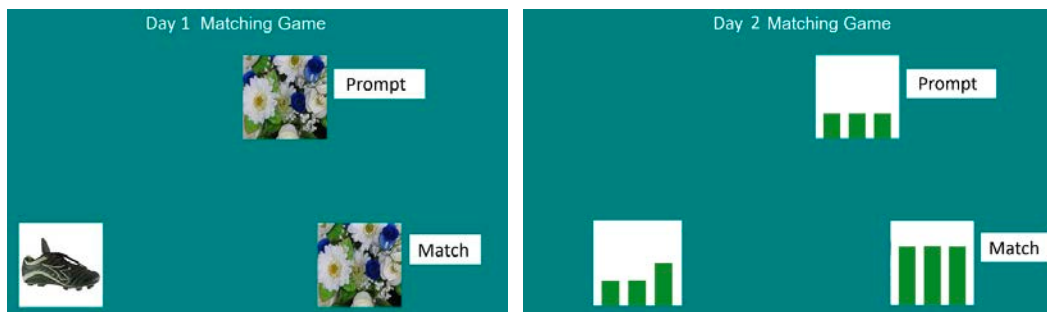 Day 1 Matching Game
Prompt
Match
Day 2 Matching Game
Prompt
Match